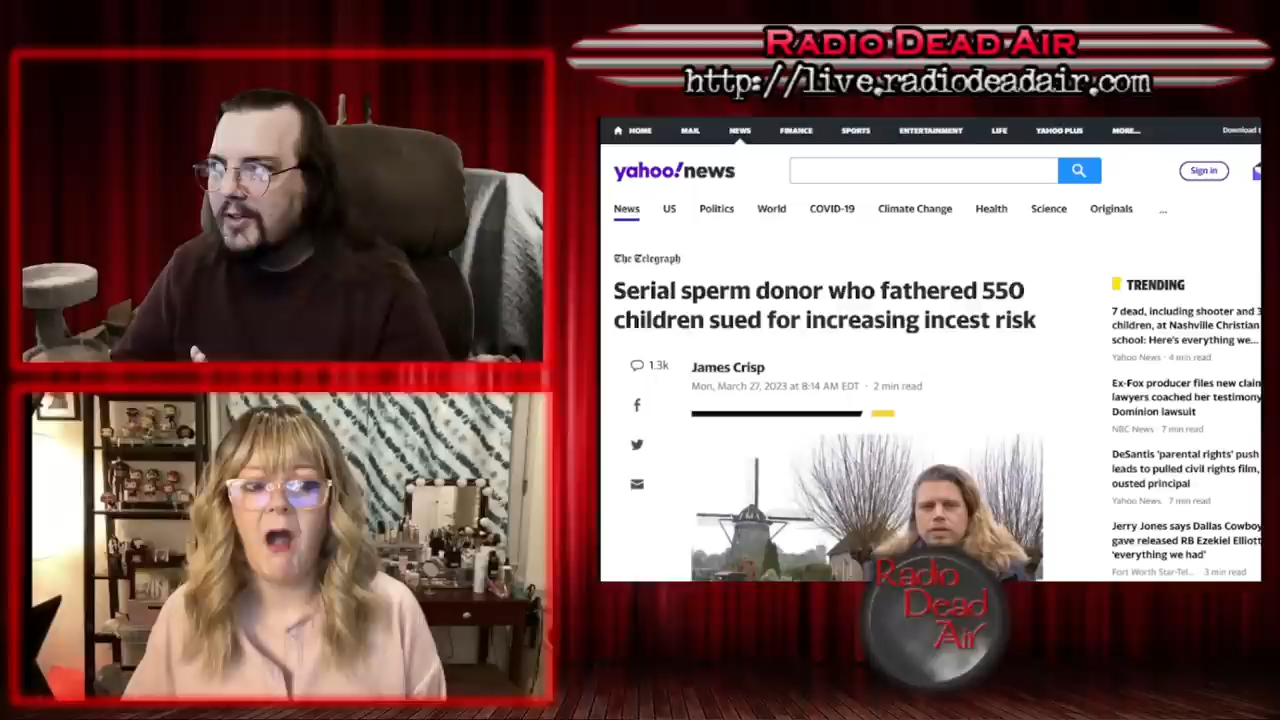 Radio Dead Air
http://live.radiodeadair.com
HOME MAIL NEWS FINANCE SPORTS ENTERTAINMENT LIFE YAHOO PLUS MORE... Download
yahoo!news
Sign in
News US Politics World COVID-19 Climate Change Health Science Originals ...
The Telegraph
Serial sperm donor who fathered 550
children sued for increasing incest risk
1.3k
James Crisp
Mon, March 27, 2023 at 8:14 AM EDT · 2 min read
TRENDING
7 dead, including shooter and 3
children, at Nashville Christian
school: Here's everything we...
Yahoo News · 4 min read
Ex-Fox producer files new claim
lawyers coached her testimony
Dominion lawsuit
NBC News · 7 min read
DeSantis 'parental rights' push
leads to pulled civil rights film,
ousted principal
Yahoo News · 7 min read
Jerry Jones says Dallas Cowboy
gave released RB Ezekiel Elliott
'everything we had'
Fort Worth Star-Tel... · 3 min read
Radio
Dead
Air